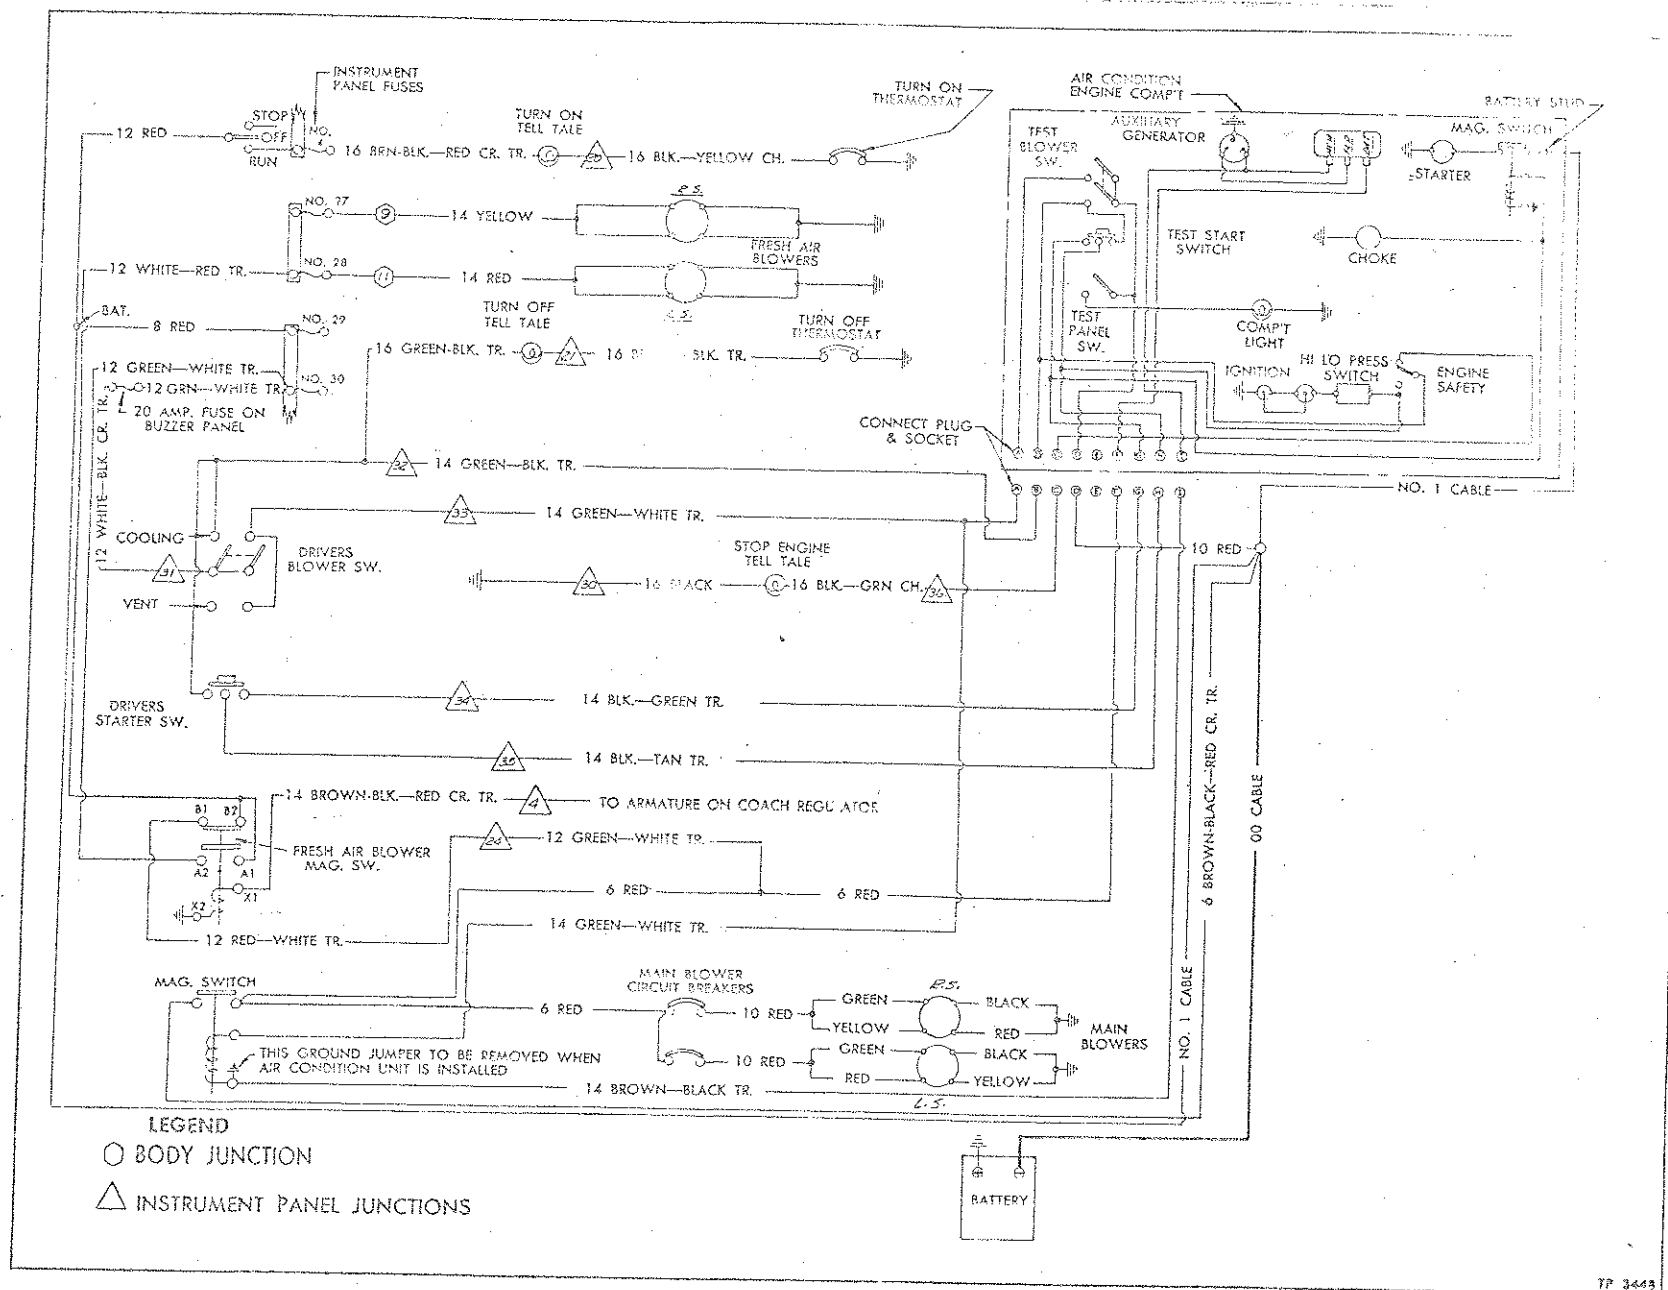 INSTRUMENT
PANEL FUSES
STOP
OFF
RUN
NO.
12 RED
16 BRN-BLK.—RED CR. TR.
TURN ON
TELL TALE
16 BLK.—YELLOW CH.
TURN ON
THERMOSTAT
NO. 27
9
14 YELLOW
R.S.
FRESH AIR
BLOWERS
12 WHITE—RED TR.
NO. 28
11
14 RED
L.S.
BAT.
8 RED
NO. 29
TURN OFF
TELL TALE
16 GREEN-BLK. TR.
21
16 BLK. TR.
TURN OFF
THERMOSTAT
12 GREEN—WHITE TR.
12 GRN—WHITE TR.
NO. 30
20 AMP. FUSE ON
BUZZER PANEL
12 WHITE—BLK. CR. TR.
AIR CONDITION
ENGINE COMP'T
TEST
BLOWER
SW.
AUXILIARY
GENERATOR
BATTERY STUD
MAG. SWITCH
STARTER
TEST START
SWITCH
CHOKE
TEST
PANEL
SW.
COMP'T
LIGHT
IGNITION
HI LO PRESS
SWITCH
ENGINE
SAFETY
CONNECT PLUG
& SOCKET
NO. 1 CABLE
32
14 GREEN—BLK. TR.
33
14 GREEN—WHITE TR.
COOLING
31
DRIVERS
BLOWER SW.
VENT
STOP ENGINE
TELL TALE
30
16 BLACK
16 BLK.—GRN CH.
36
10 RED
DRIVERS
STARTER SW.
34
14 BLK.—GREEN TR.
35
14 BLK.—TAN TR.
14 BROWN-BLK.—RED CR. TR.
4
TO ARMATURE ON COACH REGULATOR
B1
B2
FRESH AIR BLOWER
MAG. SW.
A2
A1
X1
X2
24
12 GREEN—WHITE TR.
6 RED
6 RED
14 GREEN—WHITE TR.
12 RED—WHITE TR.
6 BROWN-BLACK—RED CR. TR.
00 CABLE
NO. 1 CABLE
MAG. SWITCH
6 RED
MAIN BLOWER
CIRCUIT BREAKERS
10 RED
GREEN
YELLOW
R.S.
BLACK
RED
MAIN
BLOWERS
10 RED
GREEN
RED
BLACK
YELLOW
L.S.
THIS GROUND JUMPER TO BE REMOVED WHEN
AIR CONDITION UNIT IS INSTALLED
14 BROWN—BLACK TR.
LEGEND
BODY JUNCTION
INSTRUMENT PANEL JUNCTIONS
BATTERY
TP 3443